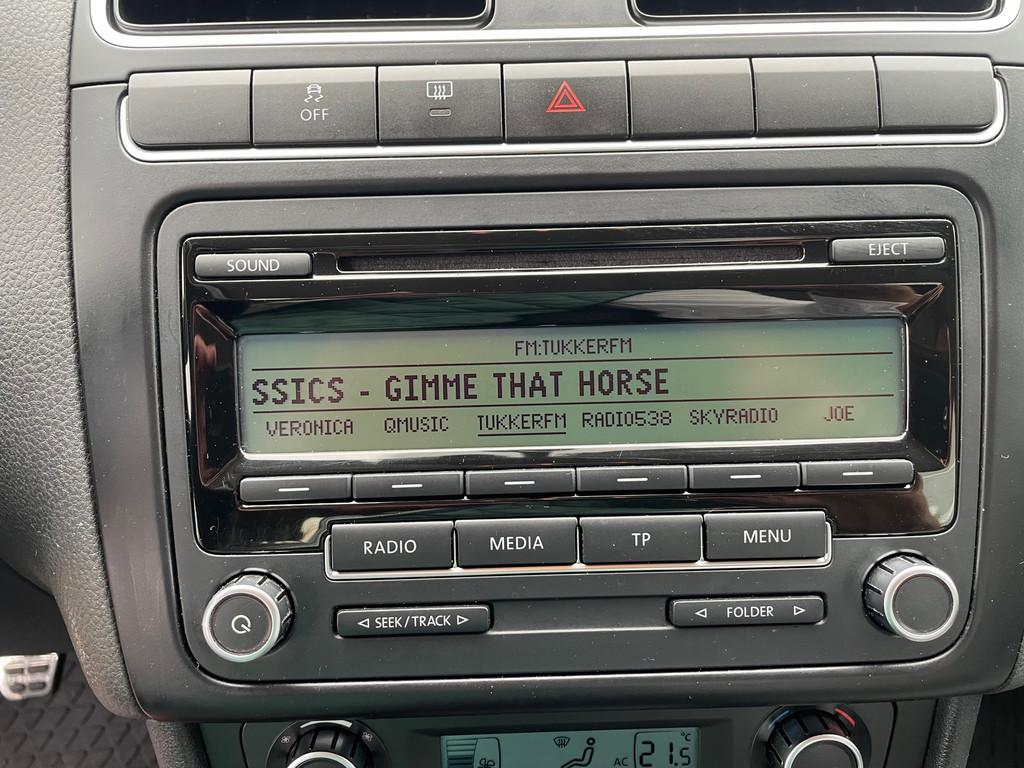 OFF
SOUND
EJECT
FM:TUKKERFM
SSICS - GIMME THAT HORSE
VERONICA QMUSIC TUKKERFM RADIO538 SKYRADIO JOE
RADIO MEDIA TP MENU
SEEK/TRACK
FOLDER
AC 21.5 °C